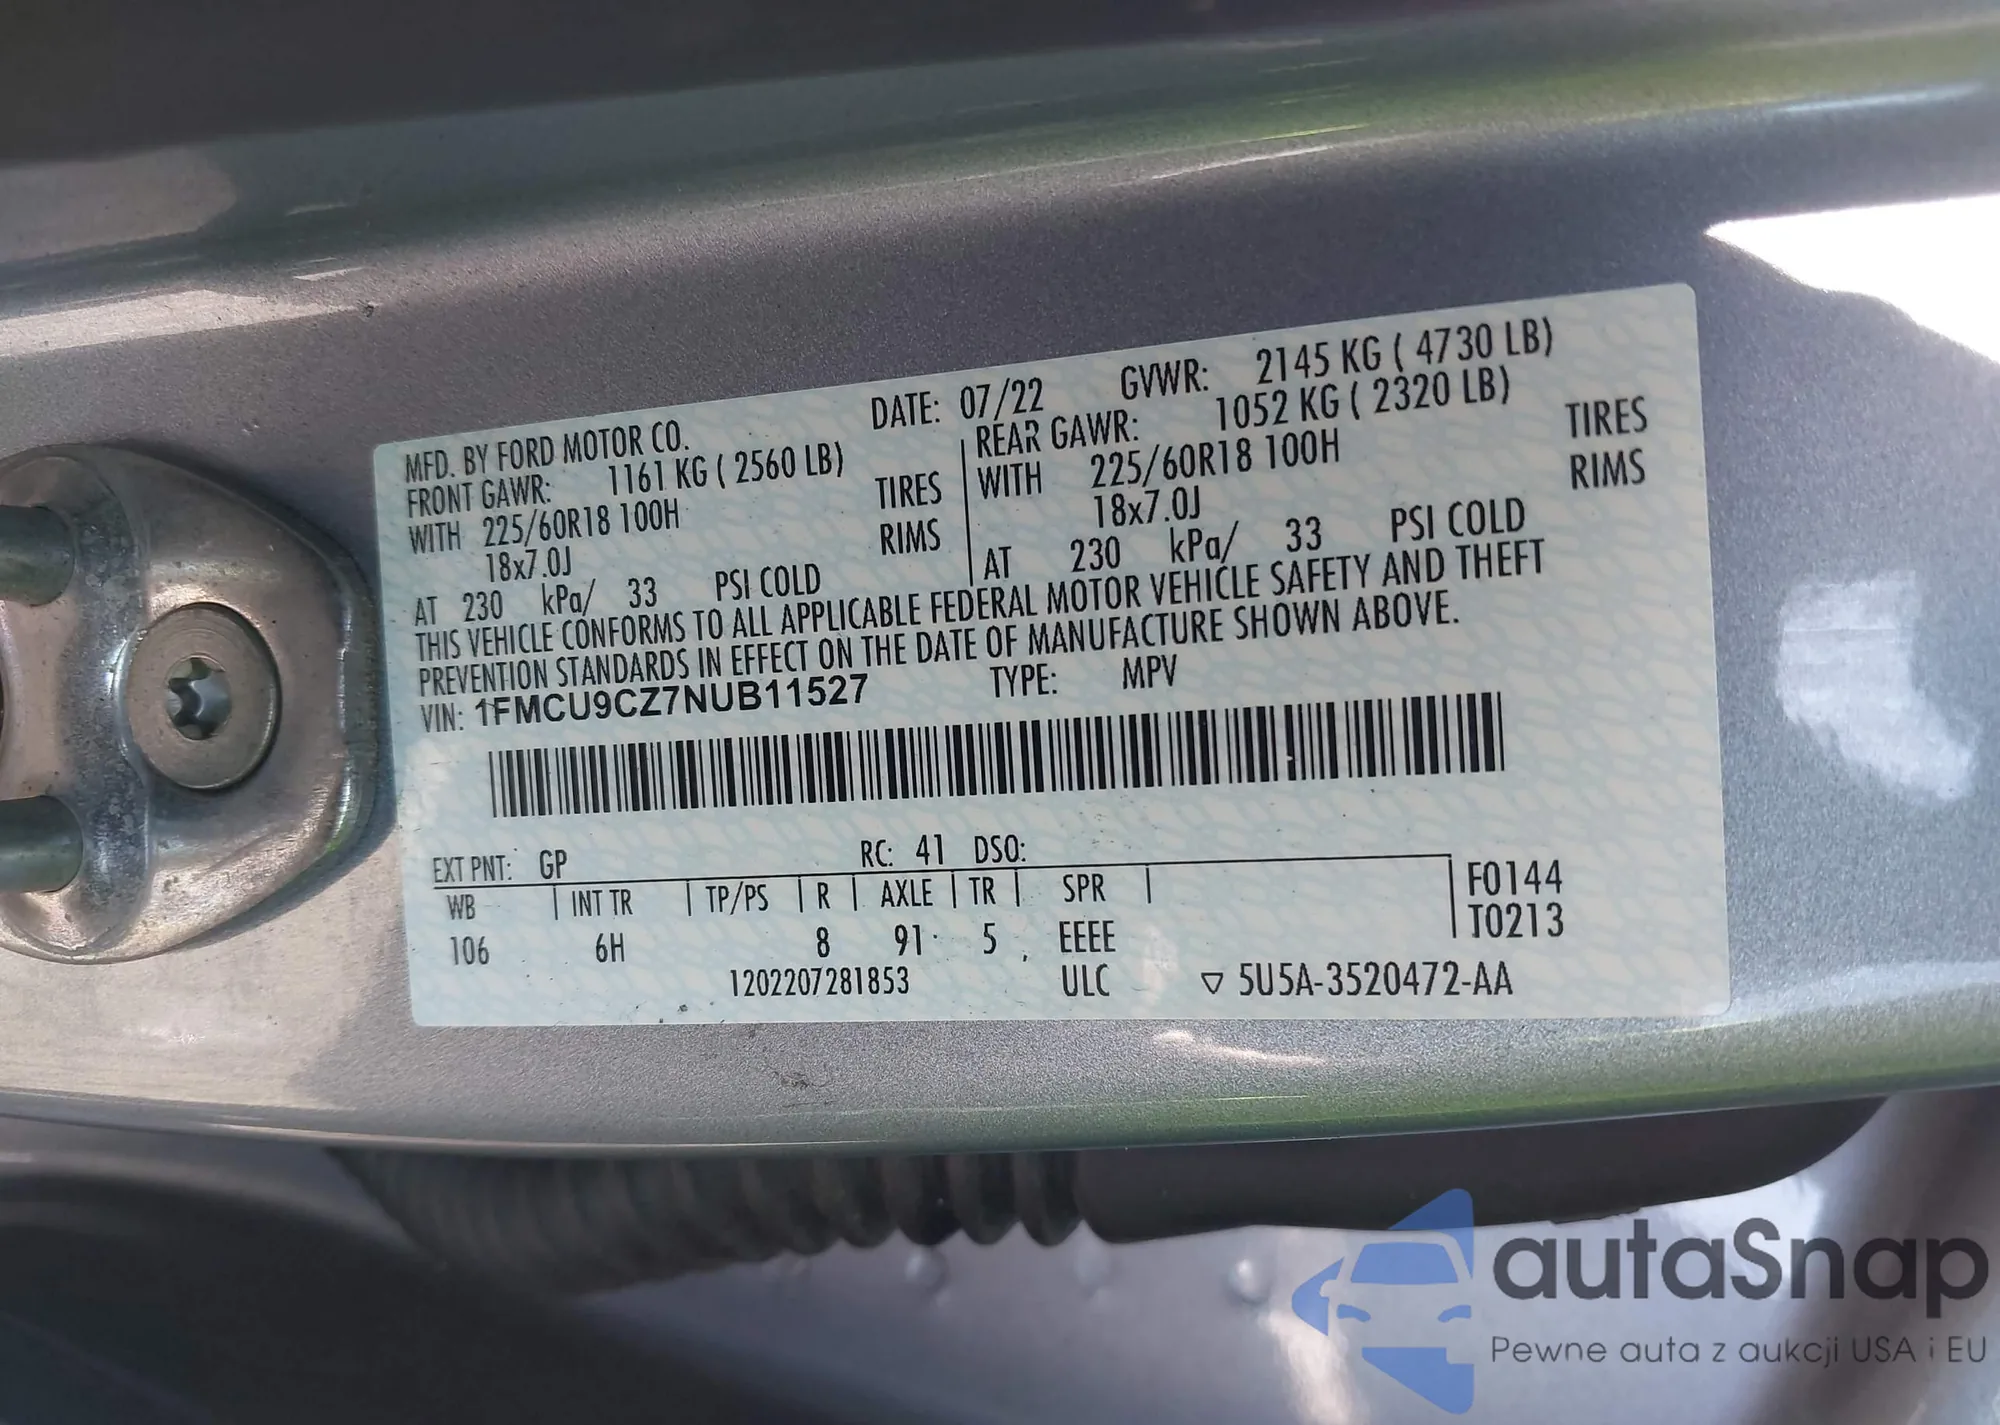 MFD. BY FORD MOTOR CO. DATE: 07/22 GVWR: 2145 KG ( 4730 LB)
FRONT GAWR: 1161 KG ( 2560 LB) REAR GAWR: 1052 KG ( 2320 LB)
WITH 225/60R18 100H TIRES WITH 225/60R18 100H TIRES
18x7.0J RIMS 18x7.0J RIMS
AT 230 kPa/ 33 PSI COLD AT 230 kPa/ 33 PSI COLD
THIS VEHICLE CONFORMS TO ALL APPLICABLE FEDERAL MOTOR VEHICLE SAFETY AND THEFT
PREVENTION STANDARDS IN EFFECT ON THE DATE OF MANUFACTURE SHOWN ABOVE.
VIN: 1FMCU9CZ7NUB11527 TYPE: MPV
EXT PNT: GP RC: 41 DSO:
WB INT TR TP/PS R AXLE TR SPR F0144
T0213
106 6H 8 91 5 EEEE
1202207281853 ULC ▽ 5U5A-3520472-AA
autaSnap
Pewne auta z aukcji USA i EU